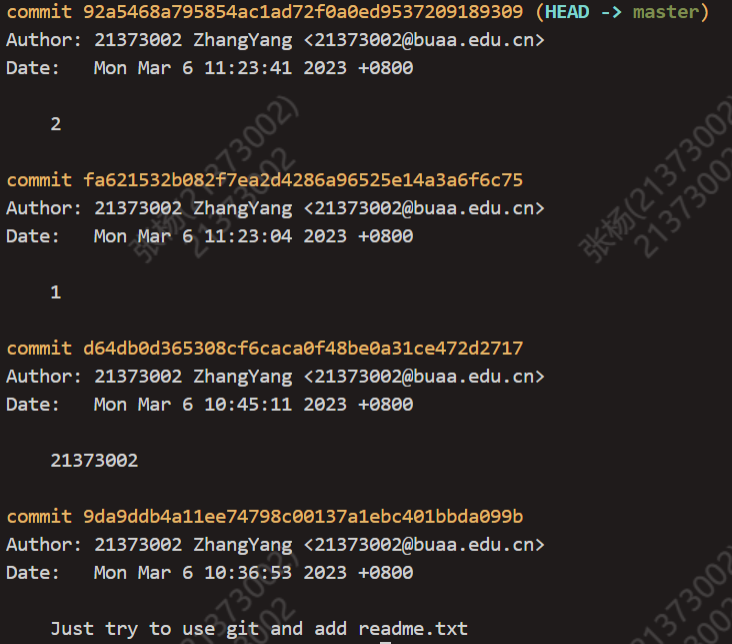 commit 92a5468a795854ac1ad72f0a0ed9537209189309 (HEAD -> master)
Author: 21373002 ZhangYang <21373002@buaa.edu.cn>
Date:   Mon Mar 6 11:23:41 2023 +0800
2
commit fa621532b082f7ea2d4286a96525e14a3a6f6c75
Author: 21373002 ZhangYang <21373002@buaa.edu.cn>
Date:   Mon Mar 6 11:23:04 2023 +0800
1
commit d64db0d365308cf6caca0f48be0a31ce472d2717
Author: 21373002 ZhangYang <21373002@buaa.edu.cn>
Date:   Mon Mar 6 10:45:11 2023 +0800
21373002
commit 9da9ddb4a11ee74798c00137a1ebc401bbda099b
Author: 21373002 ZhangYang <21373002@buaa.edu.cn>
Date:   Mon Mar 6 10:36:53 2023 +0800
Just try to use git and add readme.txt
张杨(21373002)
21373002
张杨(21373002)
21373002
21373002)
21373002
21373002)
21373002